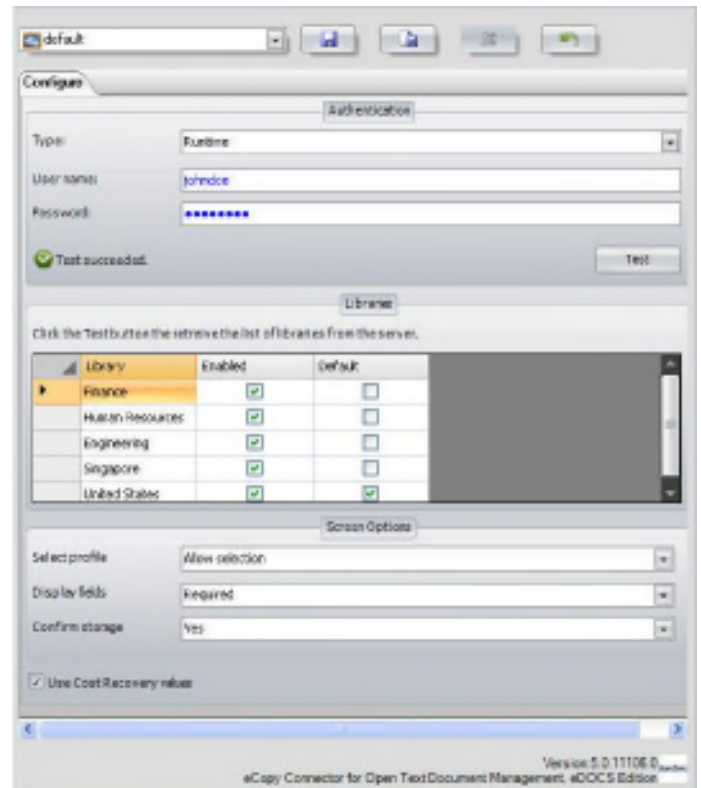 default
Configure
Authentication
Type: Runtime
User name: johndoe
Password: ••••••••
Test succeeded. Test
Libraries
Click the Test button the retreive the list of libraries from the server.
Library Enabled Default
Finance
Human Resources
Engineering
Singapore
United States
Screen Options
Select profile Allow selection
Display fields Required
Confirm storage Yes
Use Cost Recovery values
Version: 5.0.11106.0
eCopy Connector for Open Text Document Management, eDOCS Edition